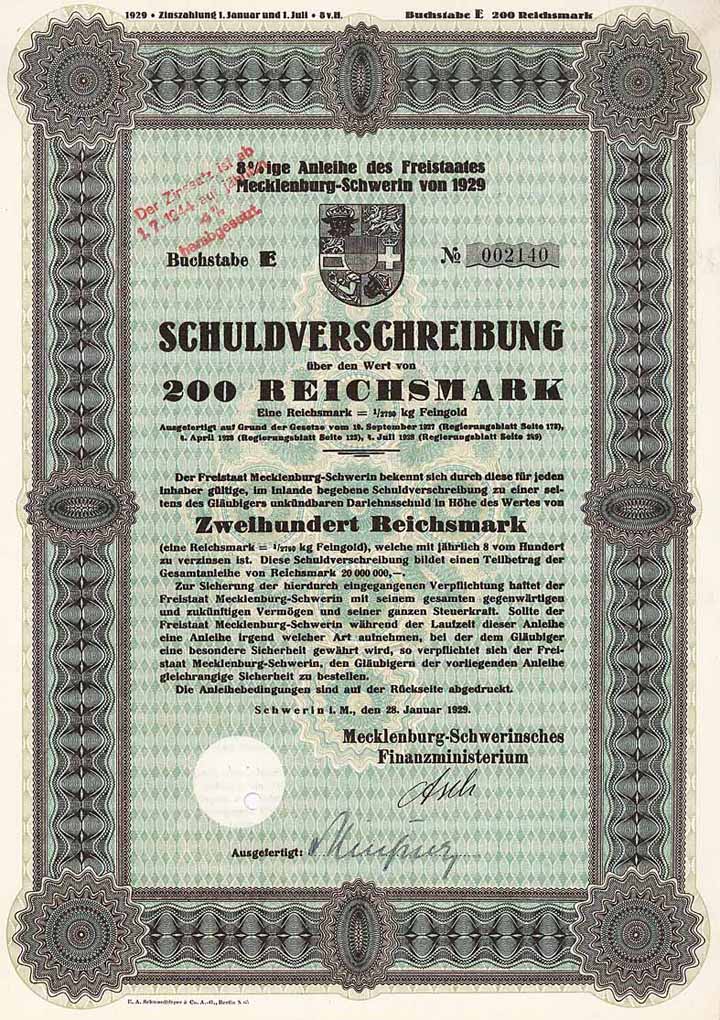 1929 • Zinszahlung 1. Januar und 1. Juli • 8 v.H.
Buchstabe E 200 Reichsmark
8%ige Anleihe des Freistaates
Mecklenburg-Schwerin von 1929
Der Zinssatz ist ab
1.7.1944 auf jährlich
4%
herabgesetzt.
Buchstabe E
№ 002140
SCHULDVERSCHREIBUNG
über den Wert von
200 REICHSMARK
Eine Reichsmark = 1/2790 kg Feingold
Ausgefertigt auf Grund der Gesetze vom 19. September 1927 (Regierungsblatt Seite 173),
4. April 1928 (Regierungsblatt Seite 123), 4. Juli 1928 (Regierungsblatt Seite 249)
Der Freistaat Mecklenburg-Schwerin bekennt sich durch diese für jeden
Inhaber gültige, im Inlande begebene Schuldverschreibung zu einer sei-
tens des Gläubigers unkündbaren Darlehnsschuld in Höhe des Wertes von
Zweihundert Reichsmark
(eine Reichsmark = 1/2790 kg Feingold), welche mit jährlich 8 vom Hundert
zu verzinsen ist. Diese Schuldverschreibung bildet einen Teilbetrag der
Gesamtanleihe von Reichsmark 20 000 000,—.
Zur Sicherung der hierdurch eingegangenen Verpflichtung haftet der
Freistaat Mecklenburg-Schwerin mit seinem gesamten gegenwärtigen
und zukünftigen Vermögen und seiner ganzen Steuerkraft. Sollte der
Freistaat Mecklenburg-Schwerin während der Laufzeit dieser Anleihe
eine Anleihe irgend welcher Art aufnehmen, bei der dem Gläubiger
eine besondere Sicherheit gewährt wird, so verpflichtet sich der Frei-
staat Mecklenburg-Schwerin, den Gläubigern der vorliegenden Anleihe
gleichrangige Sicherheit zu bestellen.
Die Anleihebedingungen sind auf der Rückseite abgedruckt.
Schwerin i. M., den 28. Januar 1929.
Mecklenburg-Schwerinsches
Finanzministerium
Asch
Ausgefertigt:
& Co. A.-G., Berlin